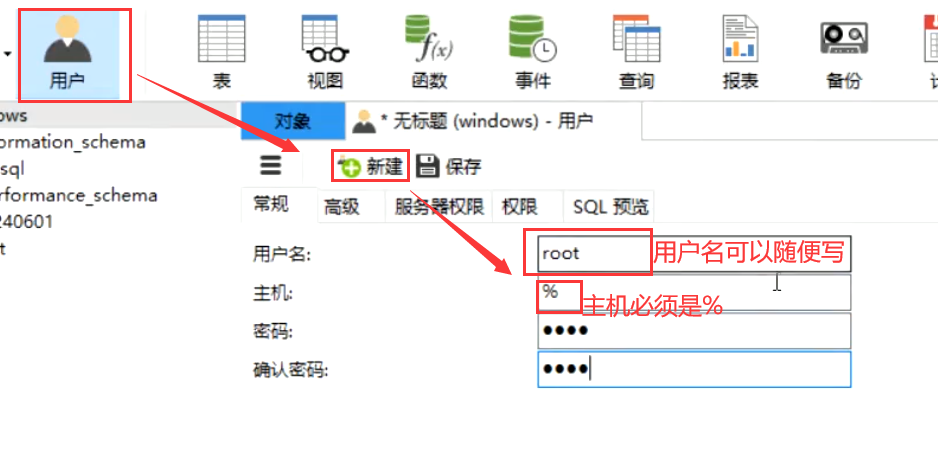 用户 表 视图 函数 事件 查询 报表 备份
f(x)
ows
ormation_schema
sql
rformance_schema
240601
t
对象 * 无标题 (windows) - 用户
新建 保存
常规 高级 服务器权限 权限 SQL 预览
用户名: root 用户名可以随便写
主机: % 主机必须是%
密码: ●●●●
确认密码: ●●●●